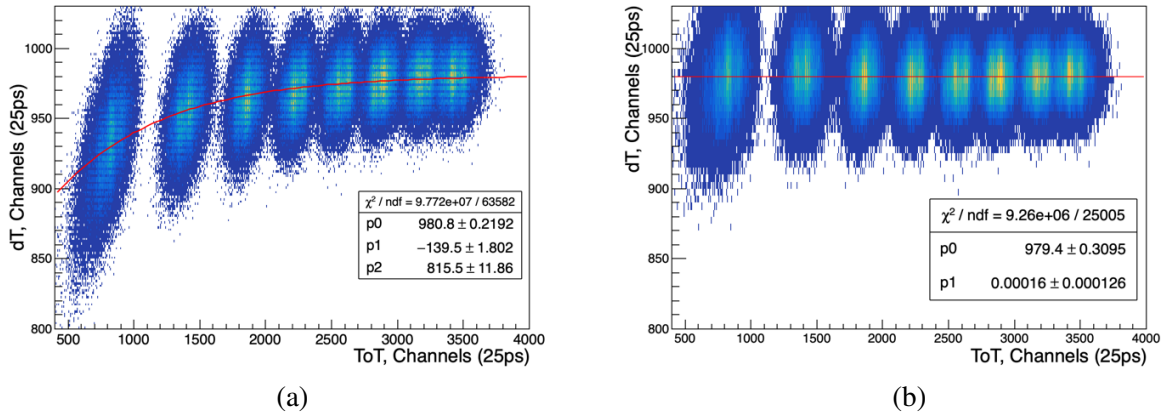 dT, Channels (25ps)
1000
950
900
850
800
χ² / ndf = 9.772e+07 / 63582
p0 980.8 ± 0.2192
p1 −139.5 ± 1.802
p2 815.5 ± 11.86
500 1000 1500 2000 2500 3000 3500 4000
ToT, Channels (25ps)
(a)
dT, Channels (25ps)
1000
950
900
850
800
χ² / ndf = 9.26e+06 / 25005
p0 979.4 ± 0.3095
p1 0.00016 ± 0.000126
500 1000 1500 2000 2500 3000 3500 4000
ToT, Channels (25ps)
(b)